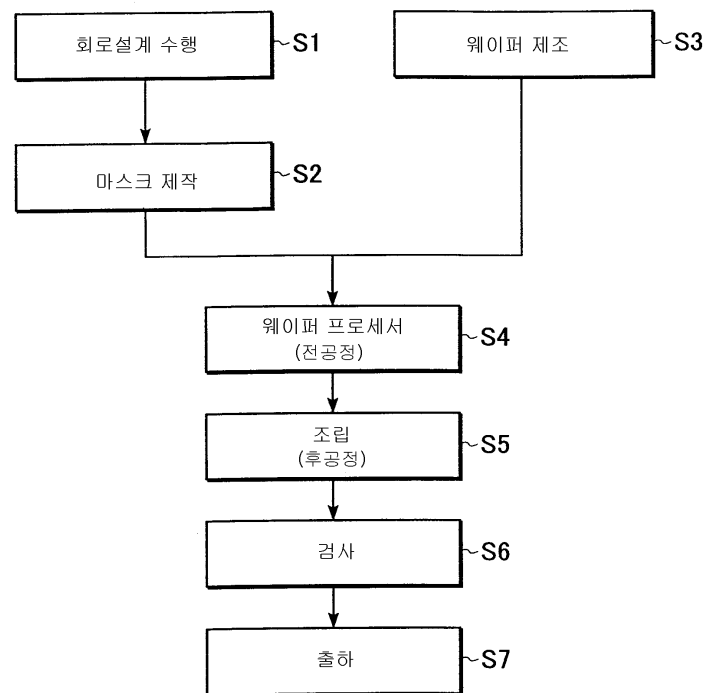 회로설계 수행
S1
웨이퍼 제조
S3
마스크 제작
S2
웨이퍼 프로세서
(전공정)
S4
조립
(후공정)
S5
검사
S6
출하
S7